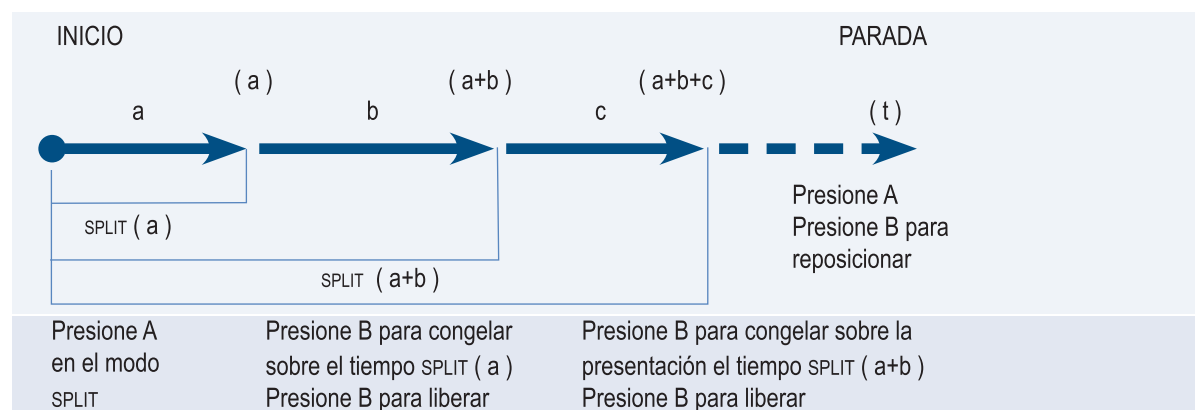 INICIO PARADA
( a ) ( a+b ) ( a+b+c )
a b c ( t )
Presione A
Presione B para
reposicionar
SPLIT ( a )
SPLIT ( a+b )
Presione A
en el modo
SPLIT
Presione B para congelar
sobre el tiempo SPLIT ( a )
Presione B para liberar
Presione B para congelar sobre la
presentación el tiempo SPLIT ( a+b )
Presione B para liberar